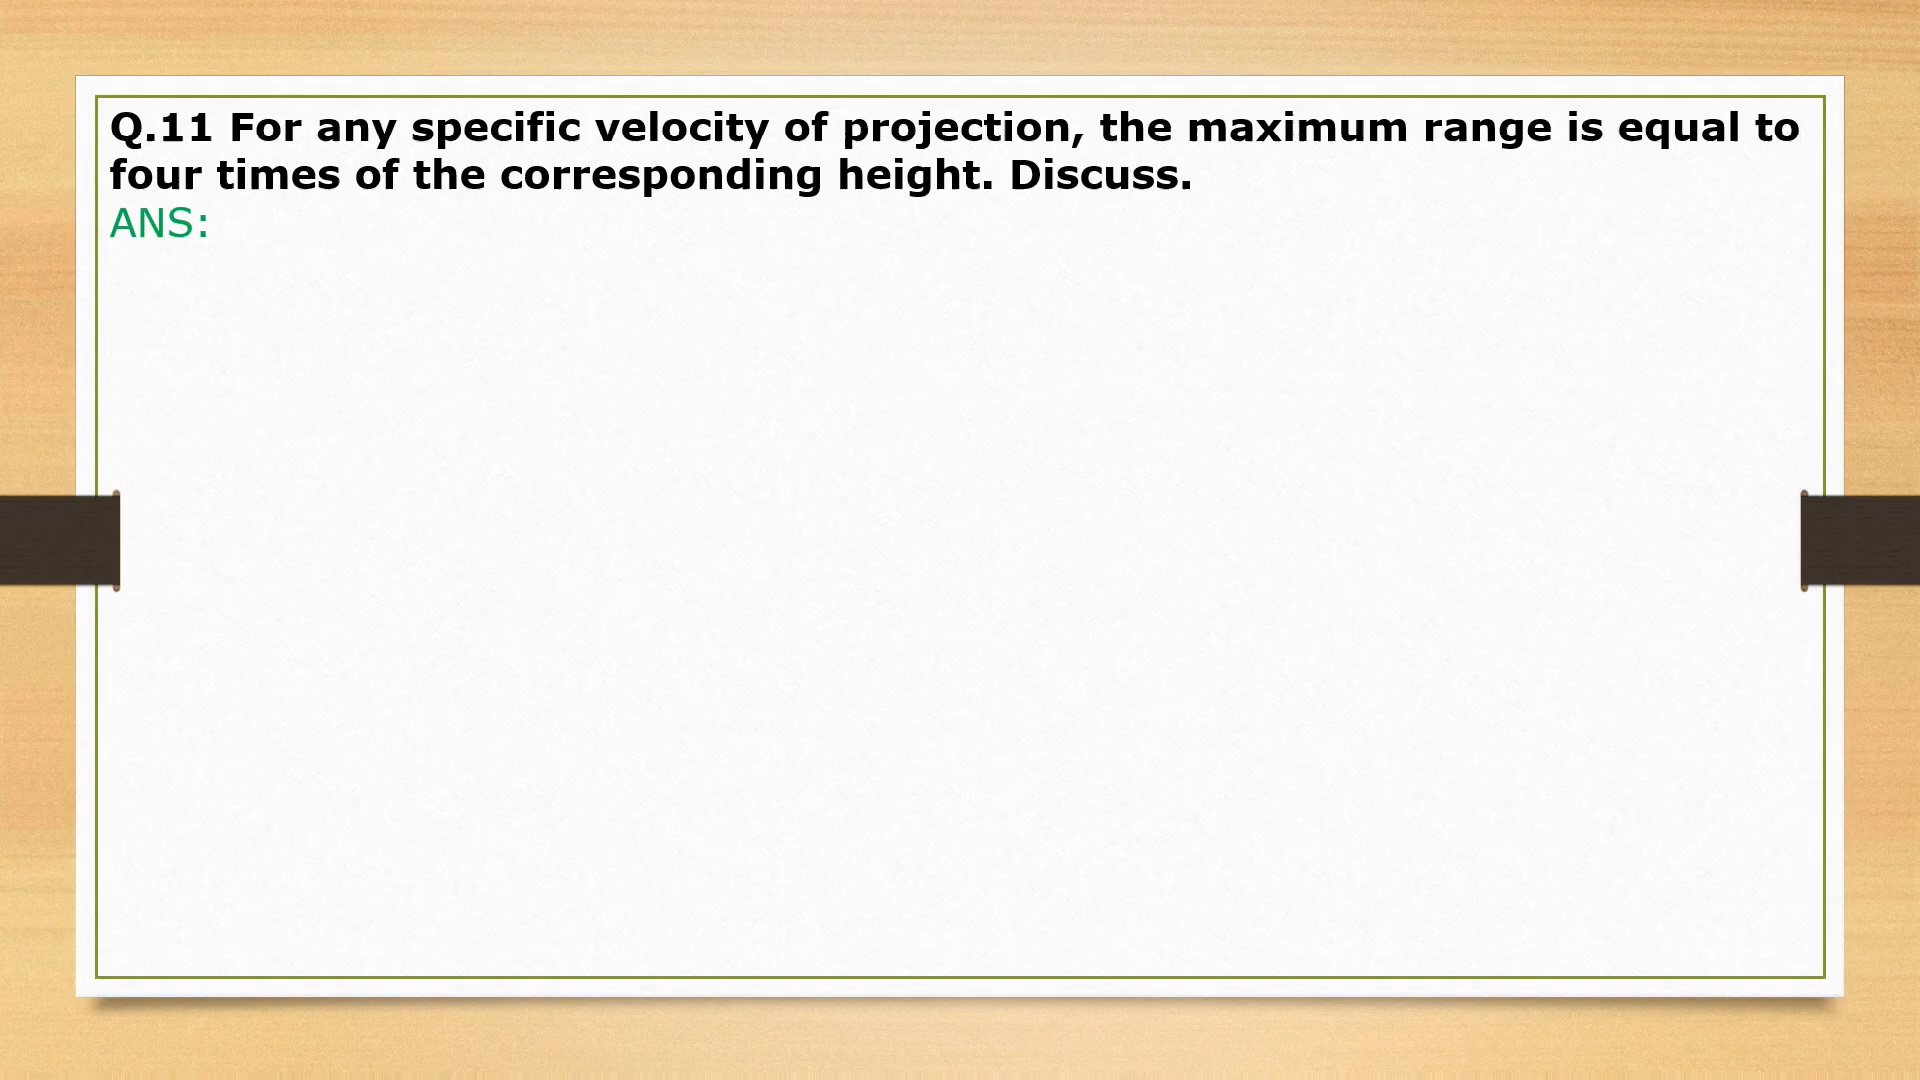 Q.11 For any specific velocity of projection, the maximum range is equal to
four times of the corresponding height. Discuss.
ANS: